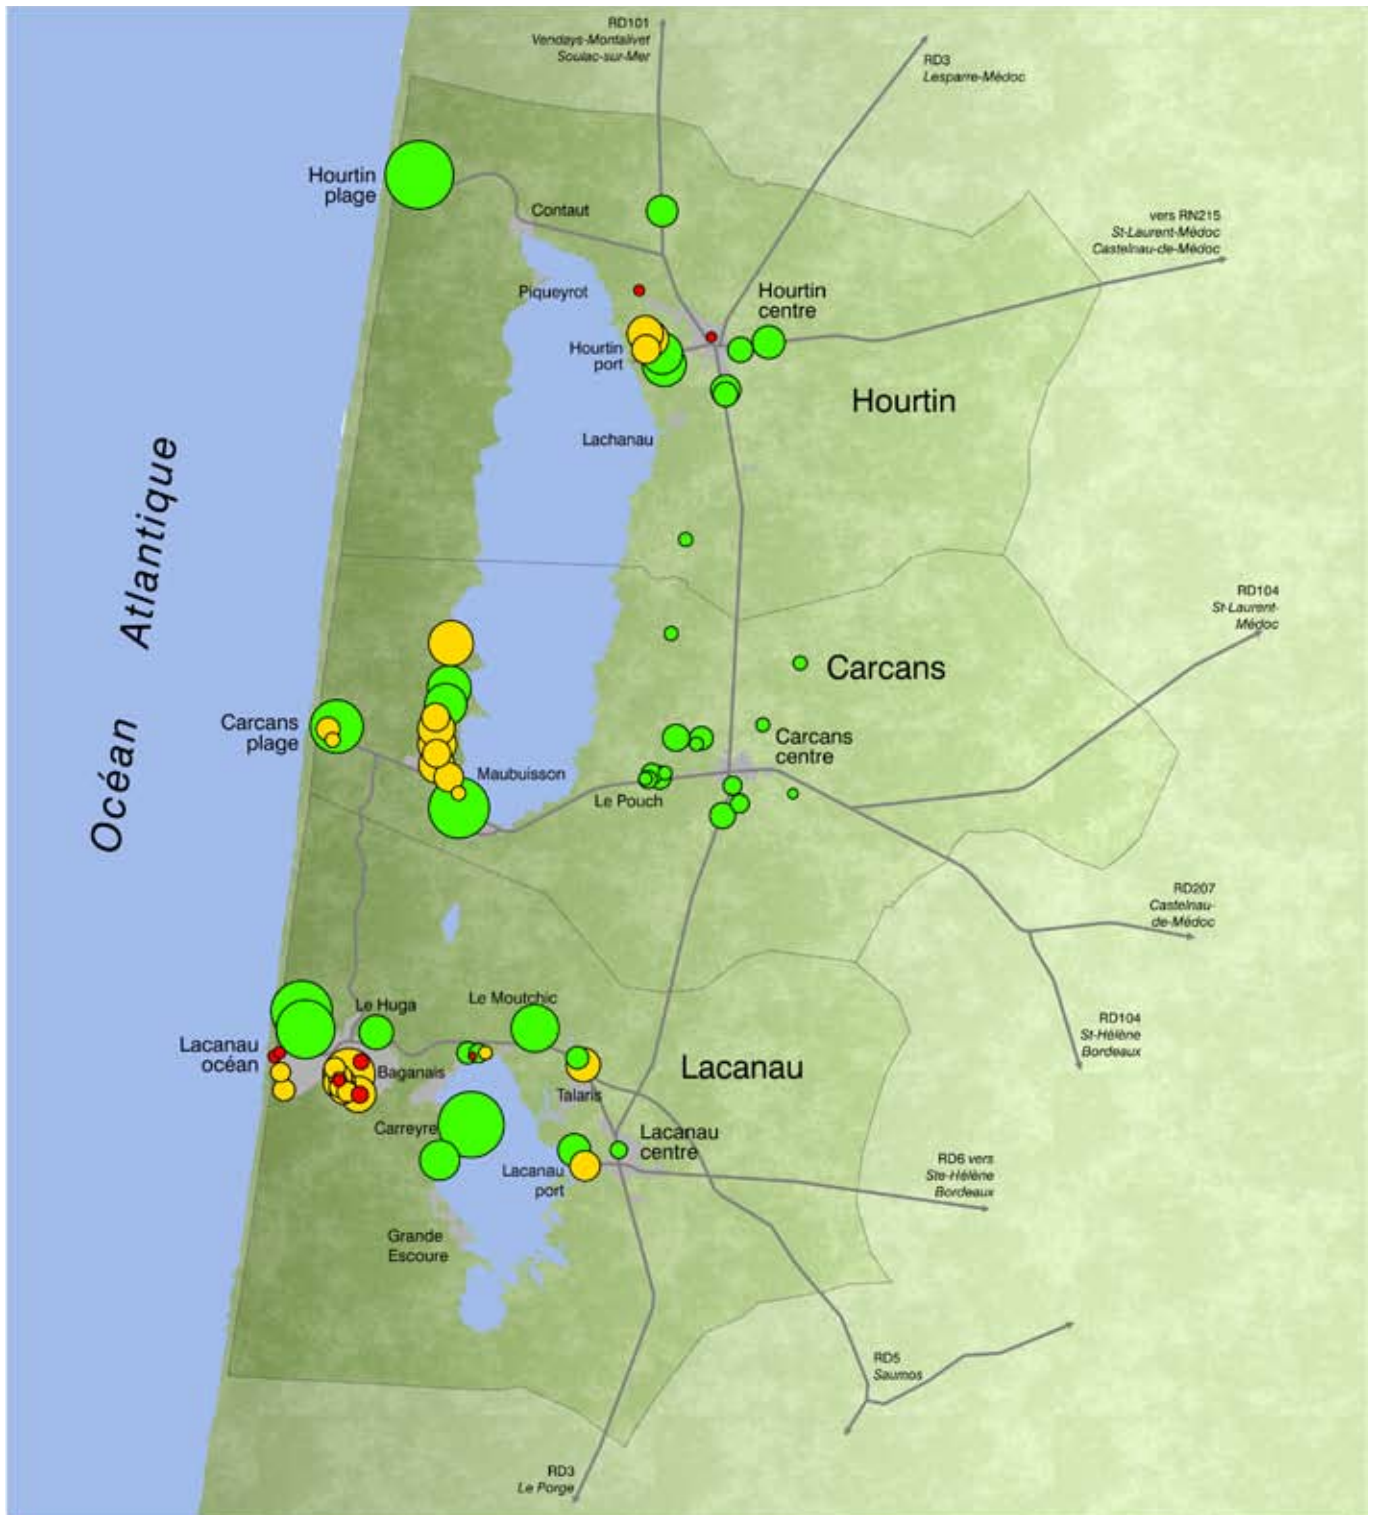 RD101
Vendays-Montalivet
Soulac-sur-Mer
RD3
Lesparre-Médoc
Hourtin
plage
Contaut
vers RN215
St-Laurent-Médoc
Castelnau-de-Médoc
Piqueyrot
Hourtin
centre
Hourtin
port
Hourtin
Lachanau
Océan Atlantique
RD104
St-Laurent-
Médoc
Carcans
Carcans
plage
Carcans
centre
Maubuisson
Le Pouch
RD207
Castelnau-
de-Médoc
Le Huga
Le Moutchic
RD104
St-Hélène
Bordeaux
Lacanau
océan
Baganais
Lacanau
Talaris
Carreyre
Lacanau
centre
Lacanau
port
RD6 vers
Ste-Hélène
Bordeaux
Grande
Escoure
RD5
Saumos
RD3
Le Porge